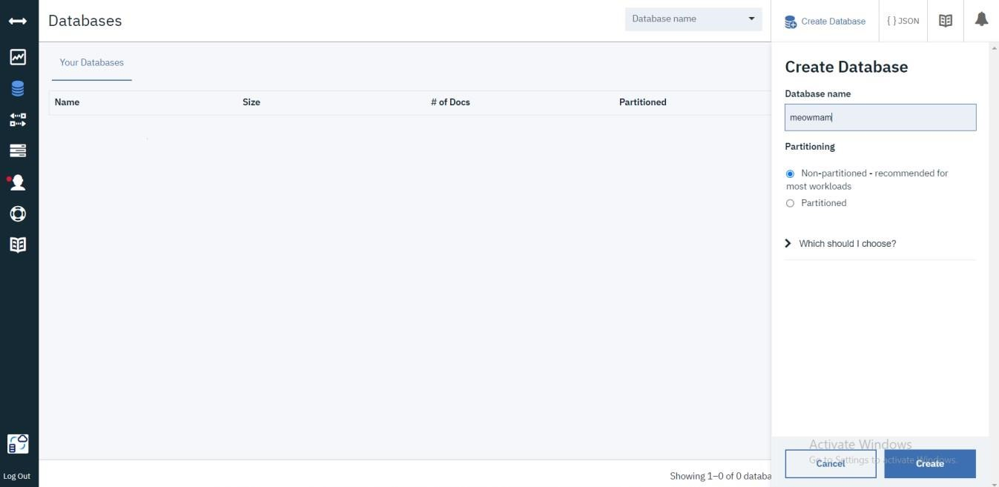 Databases
Database name
Create Database
{ } JSON
Your Databases
Name Size # of Docs Partitioned
Create Database
Database name
meowmam
Partitioning
Non-partitioned - recommended for
most workloads
Partitioned
Which should I choose?
Activate Windows
Go to Settings to activate Windows.
Cancel
Create
Showing 1–0 of 0 databa
Log Out